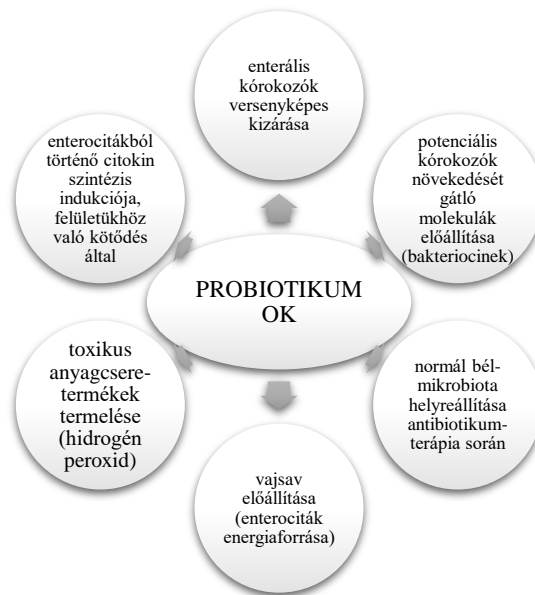 enterális
kórokozók
versenyképes
kizárása
enterocitákból
történő citokin
szintézis
indukciója,
felületükhöz
való kötődés
által
potenciális
kórokozók
növekedését
gátló
molekulák
előállítása
(bakteriocinek)
PROBIOTIKUM
OK
toxikus
anyagcsere-
termékek
termelése
(hidrogén
peroxid)
normál bél-
mikrobiota
helyreállítása
antibiotikum-
terápia során
vajsav
előállítása
(enterociták
energiaforrása)